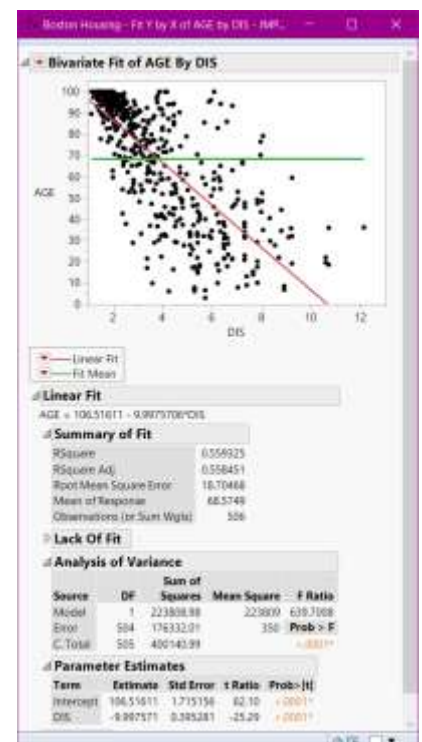 Boston Housing - Fit Y by X of AGE by DIS - JMP...
Bivariate Fit of AGE By DIS
100
90
80
70
60
50
40
30
20
10
0
AGE
2 4 6 8 10 12
DIS
Linear Fit
Fit Mean
Linear Fit
AGE = 106.51611 - 9.9975706*DIS
Summary of Fit
RSquare 0.559325
RSquare Adj 0.558451
Root Mean Square Error 18.70468
Mean of Response 68.5749
Observations (or Sum Wgts) 506
Lack Of Fit
Analysis of Variance
Source DF Sum of Squares Mean Square F Ratio
Model 1 223808.98 223809 639.7088
Error 504 176332.01 350 Prob > F
C. Total 505 400140.99 <.0001*
Parameter Estimates
Term Estimate Std Error t Ratio Prob>|t|
Intercept 106.51611 1.715156 62.10 <.0001*
DIS -9.997571 0.395281 -25.29 <.0001*